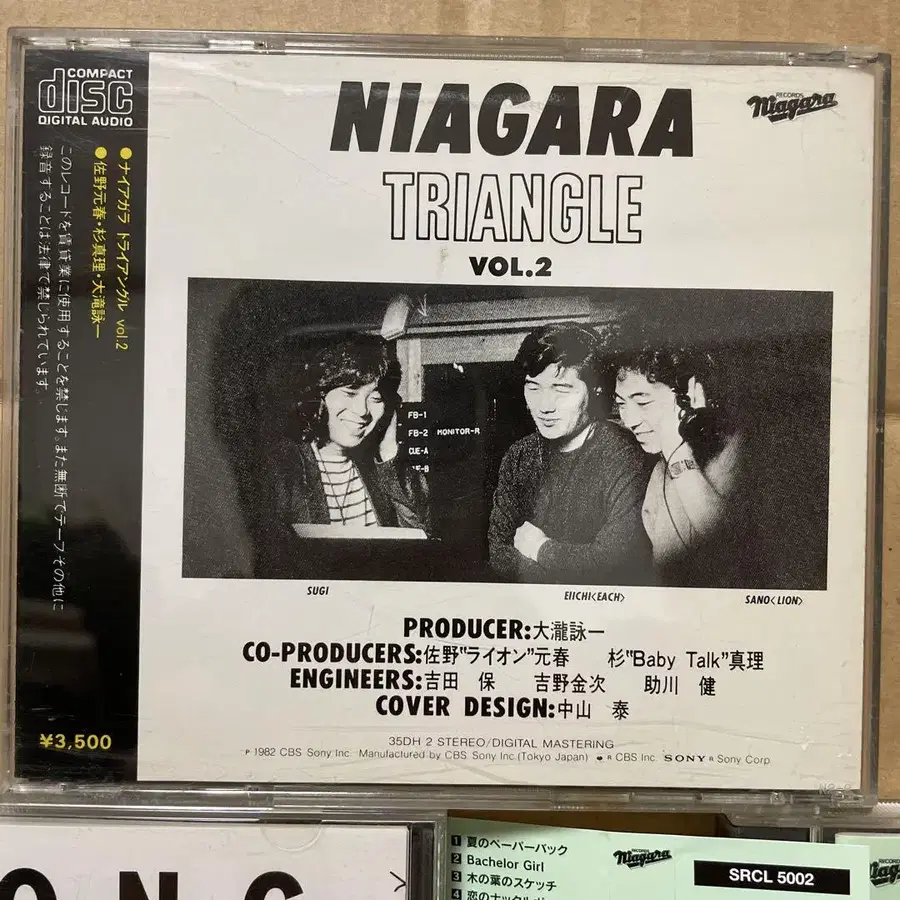 COMPACT
disc
DIGITAL AUDIO
●ナイアガラ トライアングル vol.2
●佐野元春・杉真理・大滝詠一
このレコードを賃貸業に使用することを禁じます。また無断でテープその他に
録音することは法律で禁じられています。
¥3,500
NIAGARA
TRIANGLE
VOL.2
RECORDS
Niagara
FB-1
FB-2 MONITOR-R
CUE-A
SUGI
EIICHI<EACH>
SANO<LION>
PRODUCER:大瀧詠一
CO-PRODUCERS:佐野"ライオン"元春 杉"Baby Talk"真理
ENGINEERS:吉田 保 吉野金次 助川 健
COVER DESIGN:中山 泰
35DH 2 STEREO/DIGITAL MASTERING
℗ 1982 CBS Sony Inc. Manufactured by CBS Sony Inc.(Tokyo Japan) ® CBS Inc. SONY ® Sony Corp.
ONG
1 夏のペーパーバック
2 Bachelor Girl
3 木の葉のスケッチ
4
RECORDS
Niagara
SRCL 5002
RECORDS